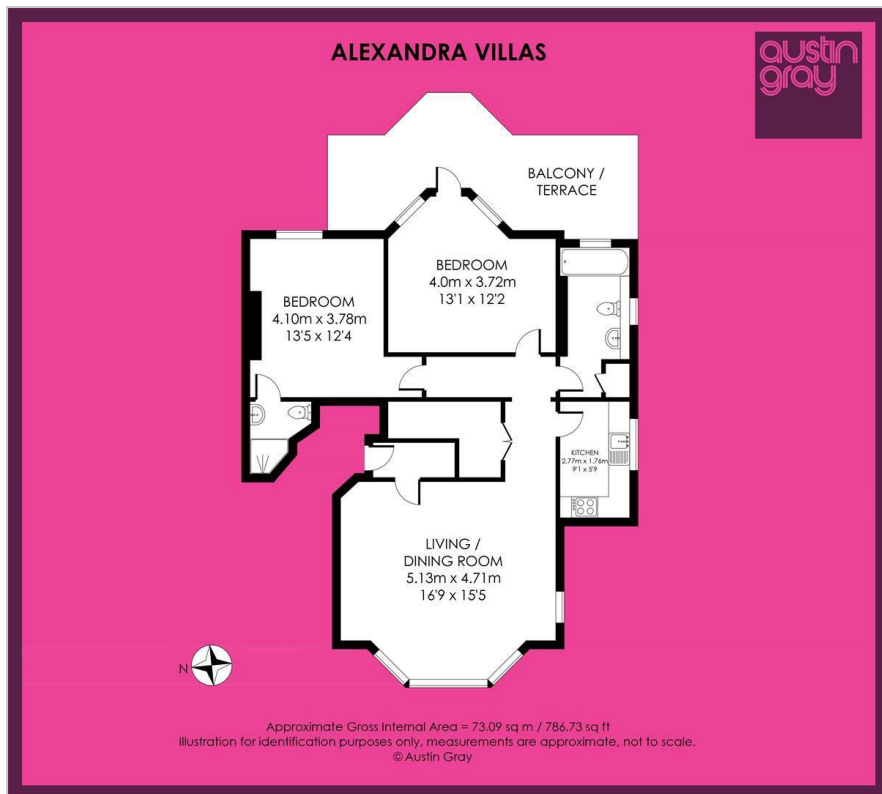 ALEXANDRA VILLAS
austin
gray
BALCONY /
TERRACE
BEDROOM
4.0m x 3.72m
13'1 x 12'2
BEDROOM
4.10m x 3.78m
13'5 x 12'4
KITCHEN
2.77m x 1.76m
9'1 x 5'9
LIVING /
DINING ROOM
5.13m x 4.71m
16'9 x 15'5
N
Approximate Gross Internal Area = 73.09 sq m / 786.73 sq ft
Illustration for identification purposes only, measurements are approximate, not to scale.
© Austin Gray